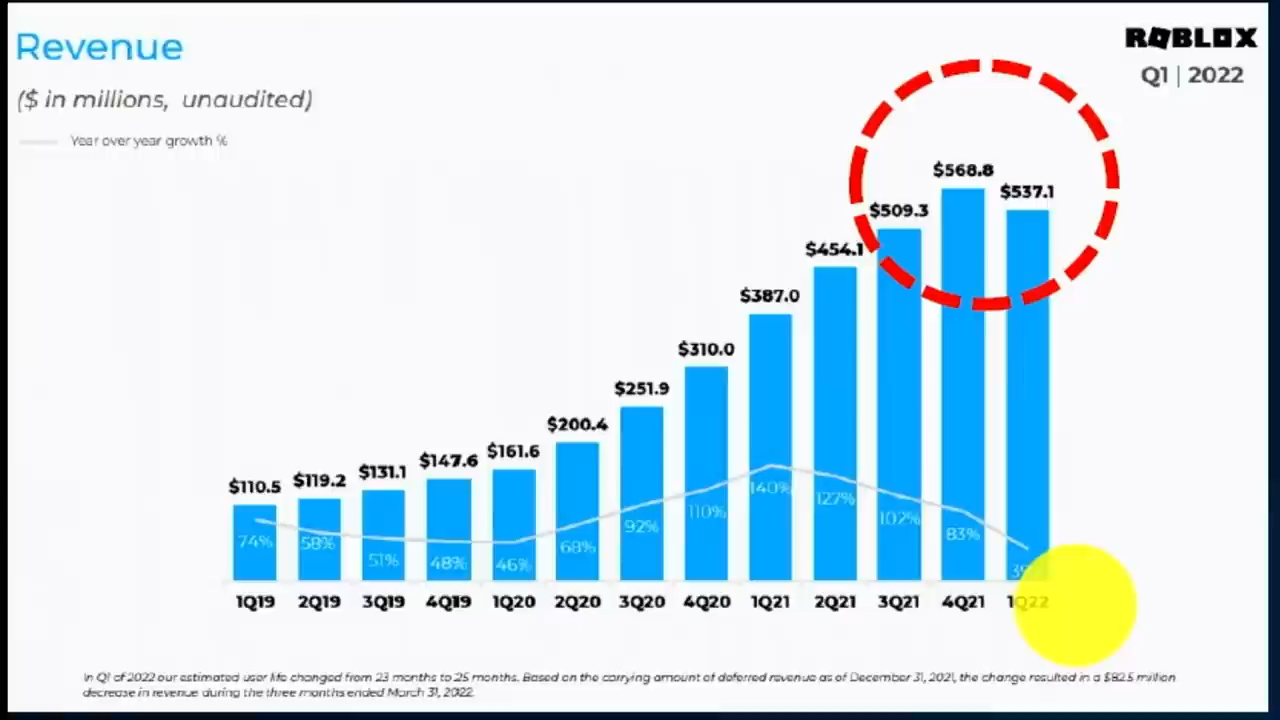 Revenue
ROBLOX
Q1 | 2022
($ in millions, unaudited)
Year over year growth %
$568.8
$537.1
$509.3
$454.1
$387.0
$310.0
$251.9
$200.4
$161.6
$147.6
$131.1
$119.2
$110.5
74% 58% 51% 48% 46% 68% 92% 110% 140% 127% 102% 83%
1Q19 2Q19 3Q19 4Q19 1Q20 2Q20 3Q20 4Q20 1Q21 2Q21 3Q21 4Q21 1Q22
In Q1 of 2022 our estimated user life changed from 23 months to 25 months. Based on the carrying amount of deferred revenue as of December 31, 2021, the change resulted in a $82.5 million
decrease in revenue during the three months ended March 31, 2022.